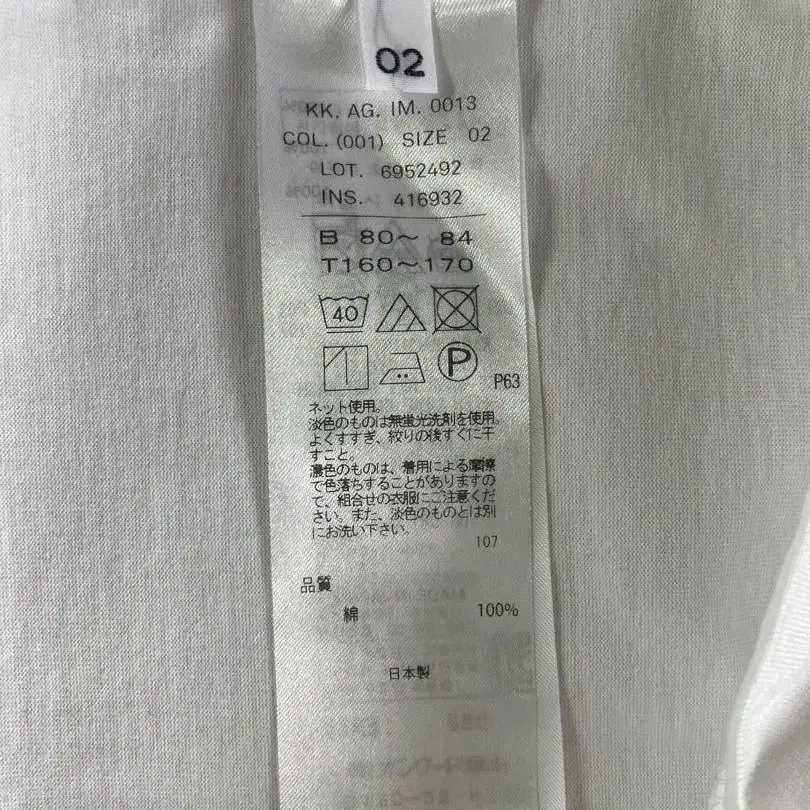 02
KK. AG. IM. 0013
COL. (001) SIZE 02
LOT. 6952492
INS. 416932
B 80〜 84
T160〜170
40
P
P63
ネット使用。
淡色のものは無蛍光洗剤を使用。
よくすすぎ、絞りの後すぐに干
すこと。
濃色のものは、着用による摩擦
で色落ちすることがありますの
で、組合せの衣服にご注意くだ
さい。また、淡色のものとは別
にお洗い下さい。
107
品質
綿 100%
日本製